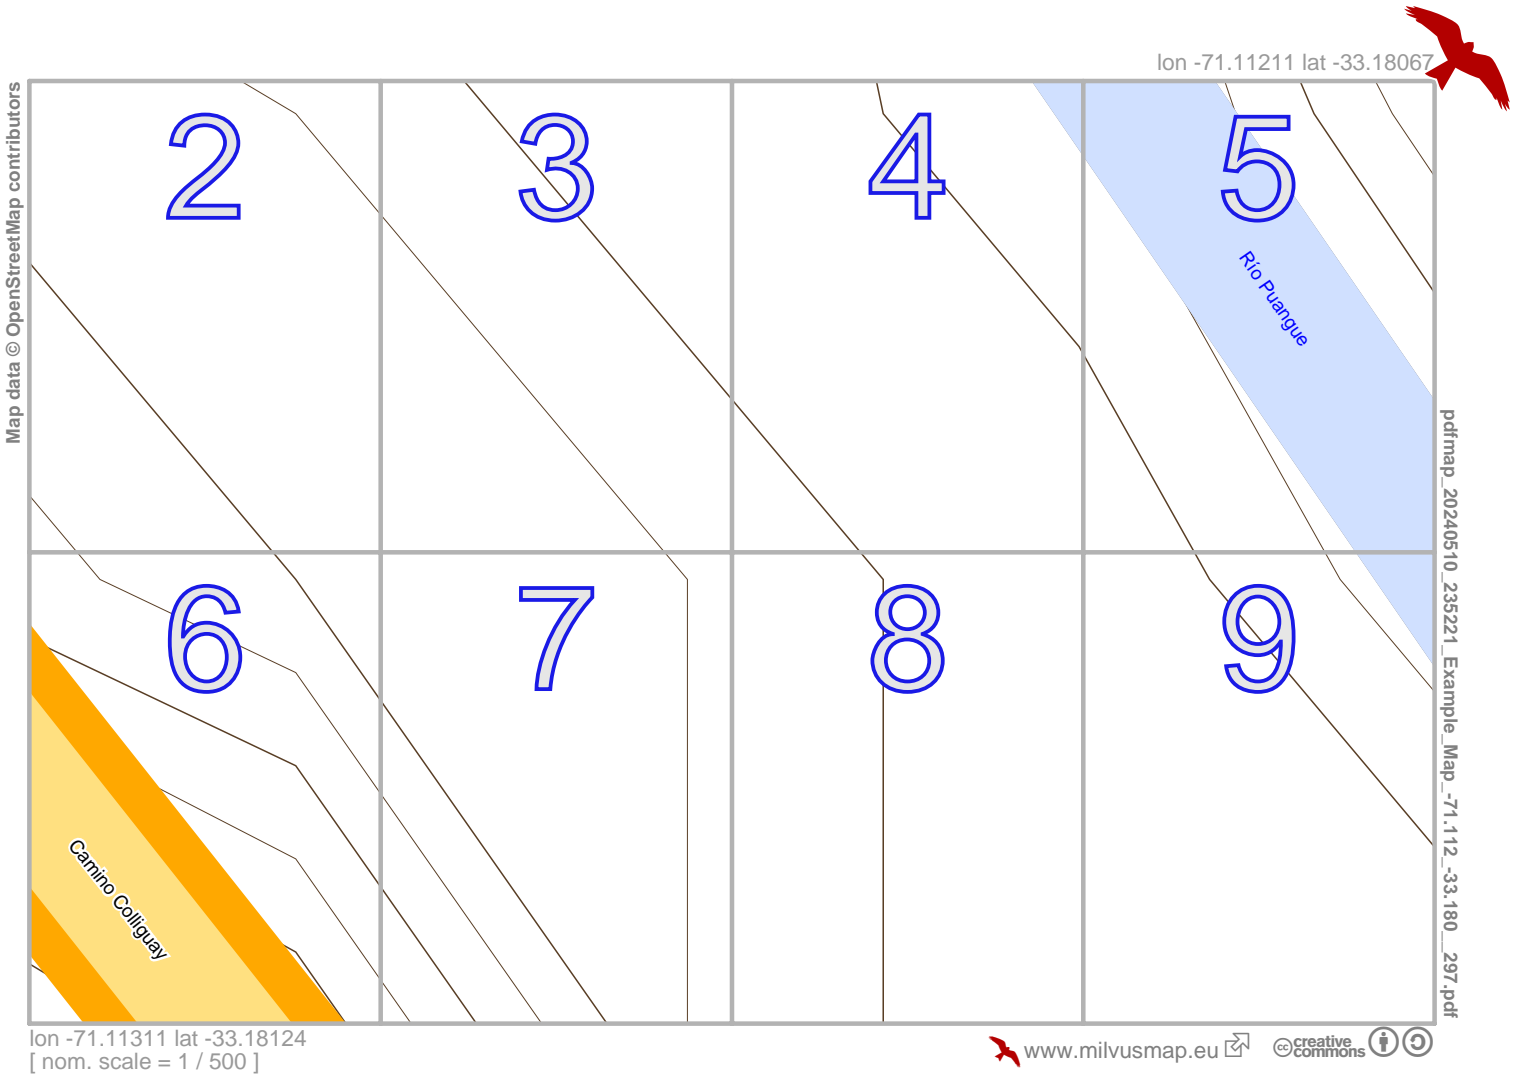 lon -71.11211 lat -33.18067
Map data © OpenStreetMap contributors
2
3
4
5
Río Puangue
6
7
8
9
Camino Colliguay
pdfmap_20240510_235221_Example_Map_-71.112_-33.180__297.pdf
lon -71.11311 lat -33.18124
[ nom. scale = 1 / 500 ]
www.milvusmap.eu
cc creative commons